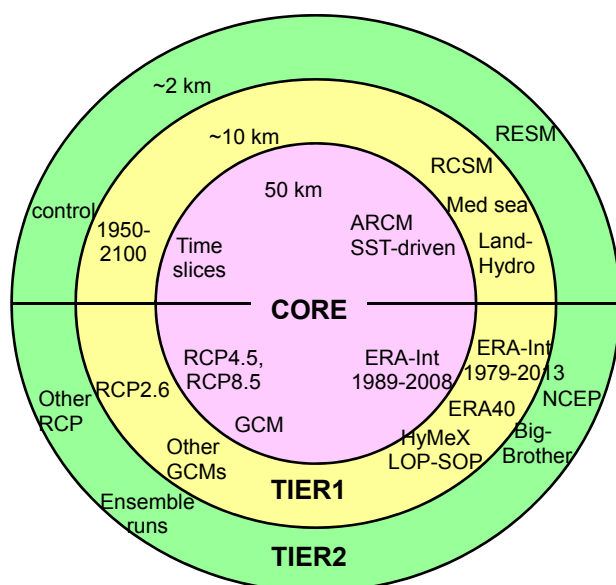 ~2 km
~10 km
RESM
RCSM
50 km
control
Med sea
1950-
2100
ARCM
SST-driven
Time
slices
Land-
Hydro
CORE
RCP4.5,
RCP8.5
ERA-Int
1989-2008
ERA-Int
1979-2013
RCP2.6
Other
RCP
NCEP
ERA40
GCM
Big-
Brother
HyMeX
LOP-SOP
Other
GCMs
TIER1
Ensemble
runs
TIER2